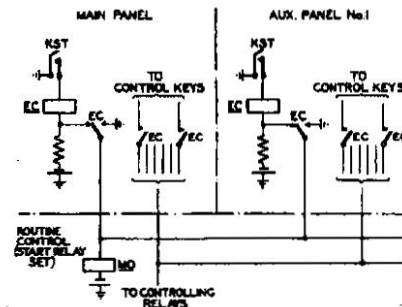 MAIN PANEL
AUX. PANEL No.1
KST
KST
TO
CONTROL KEYS
TO
CONTROL KEYS
EC
EC
EC
EC
EC
EC
EC
EC
ROUTINE
CONTROL
(START RELAY
SET)
MO
TO CONTROLLING
RELAYS